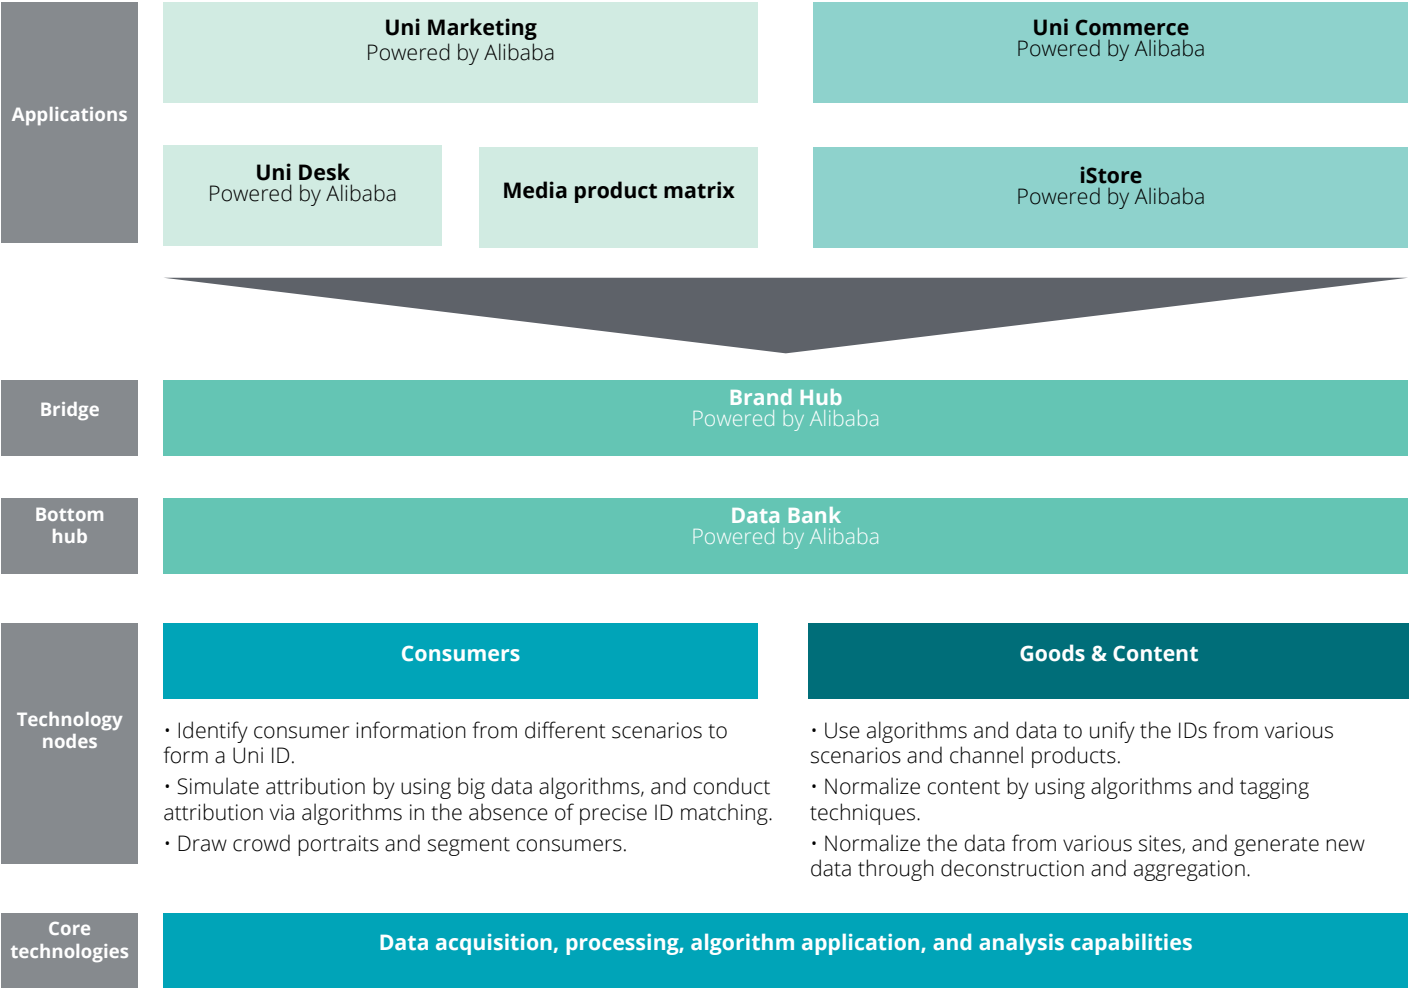 Applications
Uni Marketing
Powered by Alibaba
Uni Commerce
Powered by Alibaba
Uni Desk
Powered by Alibaba
Media product matrix
iStore
Powered by Alibaba
Bridge
Brand Hub
Powered by Alibaba
Bottom
hub
Data Bank
Powered by Alibaba
Technology
nodes
Consumers
• Identify consumer information from different scenarios to
form a Uni ID.
• Simulate attribution by using big data algorithms, and conduct
attribution via algorithms in the absence of precise ID matching.
• Draw crowd portraits and segment consumers.
Goods & Content
• Use algorithms and data to unify the IDs from various
scenarios and channel products.
• Normalize content by using algorithms and tagging
techniques.
• Normalize the data from various sites, and generate new
data through deconstruction and aggregation.
Core
technologies
Data acquisition, processing, algorithm application, and analysis capabilities